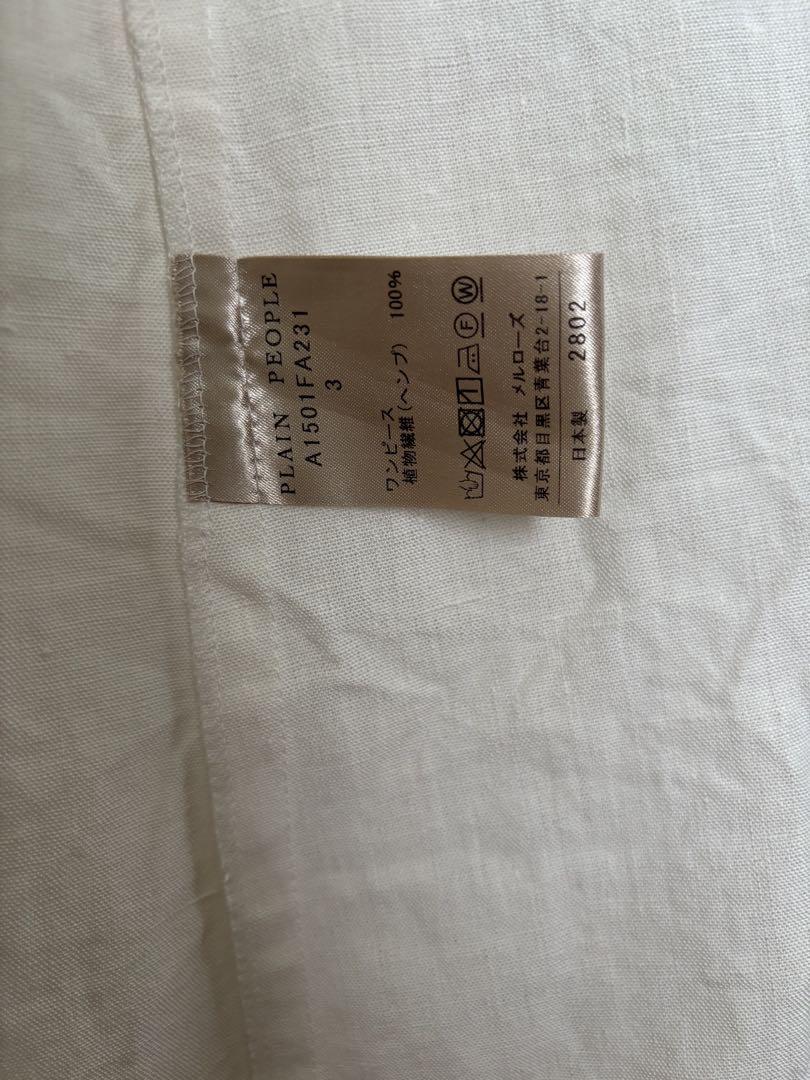 PLAIN PEOPLE
A1501FA231
3
ワンピース
植物繊維(ヘンプ) 100%
F W
株式会社 メルローズ
東京都目黒区青葉台2-18-1
日本製 2802